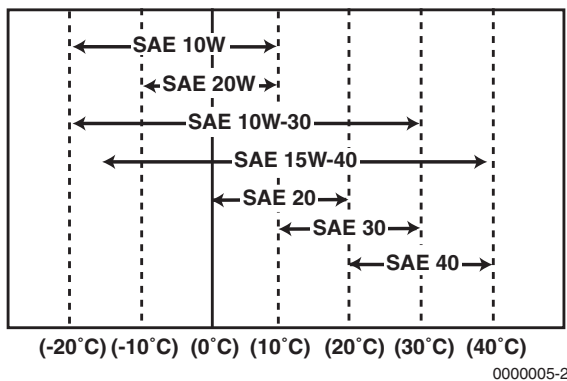 SAE 10W
SAE 20W
SAE 10W-30
SAE 15W-40
SAE 20
SAE 30
SAE 40
(-20˚C) (-10˚C) (0˚C) (10˚C) (20˚C) (30˚C) (40˚C)
0000005-2